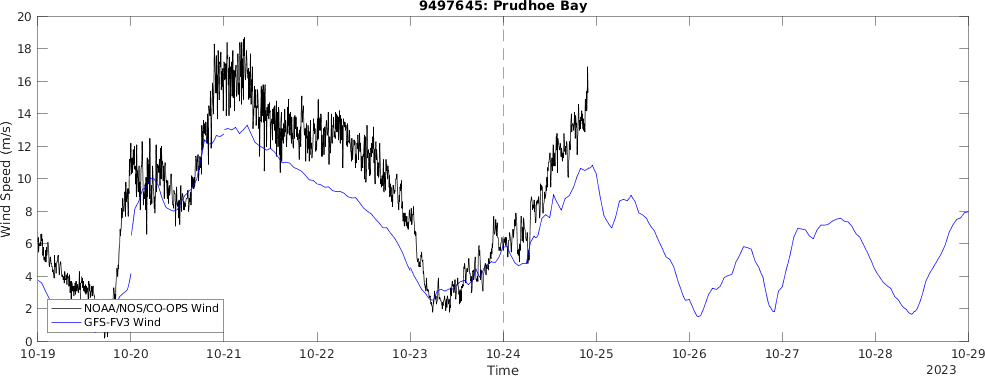 9497645: Prudhoe Bay
Wind Speed (m/s)
20
18
16
14
12
10
8
6
4
2
0
NOAA/NOS/CO-OPS Wind
GFS-FV3 Wind
10-19 10-20 10-21 10-22 10-23 10-24 10-25 10-26 10-27 10-28 10-29
Time
2023